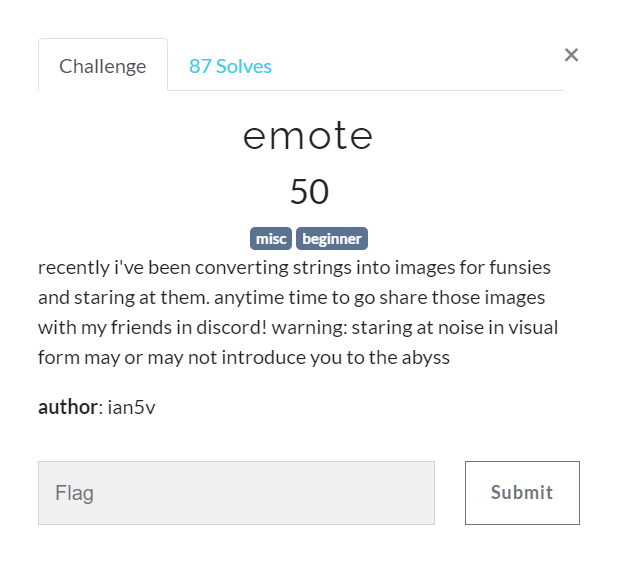 Challenge
87 Solves
×
emote
50
misc beginner
recently i've been converting strings into images for funsies
and staring at them. anytime time to go share those images
with my friends in discord! warning: staring at noise in visual
form may or may not introduce you to the abyss
author: ian5v
Flag
Submit